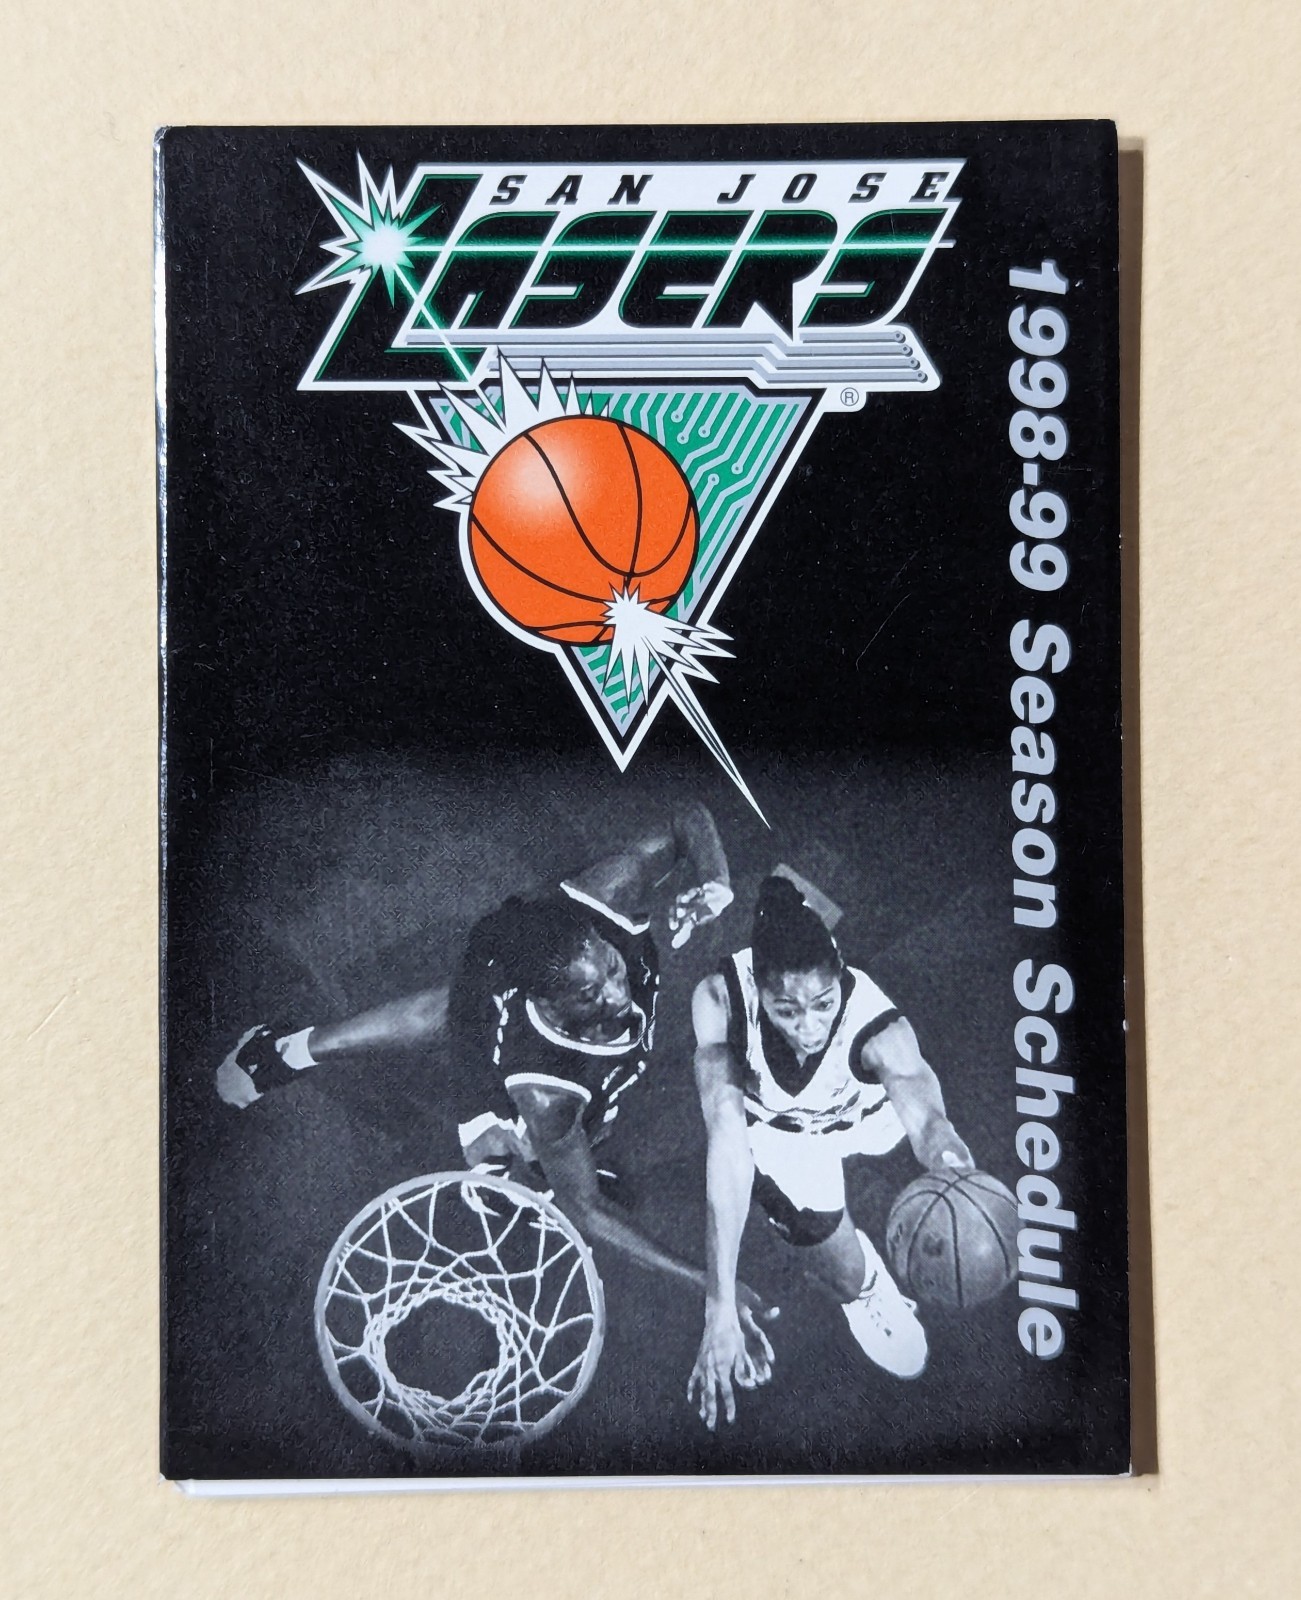 SAN JOSE
LASERS
®
1998-99 Season Schedule